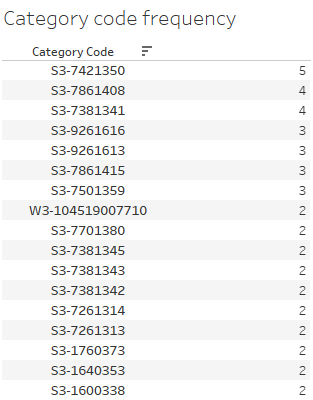 Category code frequency
Category Code
S3-7421350 5
S3-7861408 4
S3-7381341 4
S3-9261616 3
S3-9261613 3
S3-7861415 3
S3-7501359 3
W3-104519007710 2
S3-7701380 2
S3-7381345 2
S3-7381343 2
S3-7381342 2
S3-7261314 2
S3-7261313 2
S3-1760373 2
S3-1640353 2
S3-1600338 2